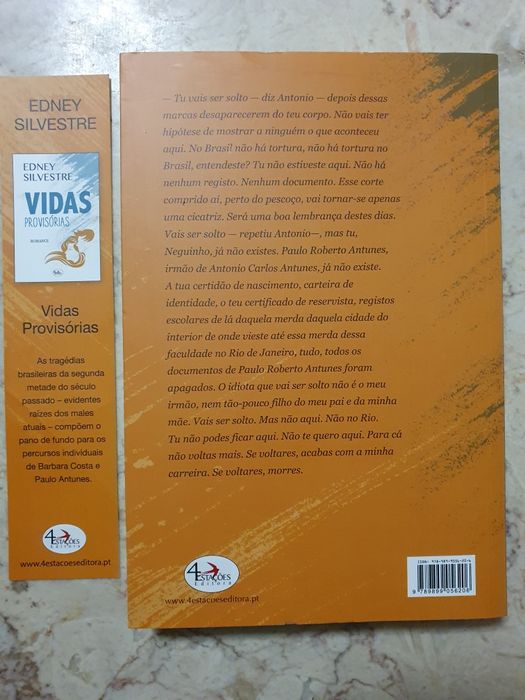 EDNEY
SILVESTRE
EDNEY
SILVESTRE
VIDAS
PROVISÓRIAS
ROMANCE
Vidas
Provisórias
As tragédias
brasileiras da segunda
metade do século
passado – evidentes
raízes dos males
atuais – compõem o
pano de fundo para os
percursos individuais
de Barbara Costa e
Paulo Antunes.
4 ESTAÇÕES
Editora
www.4estacoeseditora.pt
— Tu vais ser solto — diz Antonio — depois dessas
marcas desaparecerem do teu corpo. Não vais ter
hipótese de mostrar a ninguém o que aconteceu
aqui. No Brasil não há tortura, não há tortura no
Brasil, entendeste? Tu não estiveste aqui. Não há
nenhum registo. Nenhum documento. Esse corte
comprido aí, perto do pescoço, vai tornar-se apenas
uma cicatriz. Será uma boa lembrança destes dias.
Vais ser solto — repetiu Antonio—, mas tu,
Neguinho, já não existes. Paulo Roberto Antunes,
irmão de Antonio Carlos Antunes, já não existe.
A tua certidão de nascimento, carteira de
identidade, o teu certificado de reservista, registos
escolares de lá daquela merda daquela cidade do
interior de onde vieste até essa merda dessa
faculdade no Rio de Janeiro, tudo, todos os
documentos de Paulo Roberto Antunes foram
apagados. O idiota que vai ser solto não é o meu
irmão, nem tão-pouco filho do meu pai e da minha
mãe. Vais ser solto. Mas não aqui. Não no Rio.
Tu não podes ficar aqui. Não te quero aqui. Para cá
não voltas mais. Se voltares, acabas com a minha
carreira. Se voltares, morres.
4 ESTAÇÕES
Editora
www.4estacoeseditora.pt
9 789899 056206